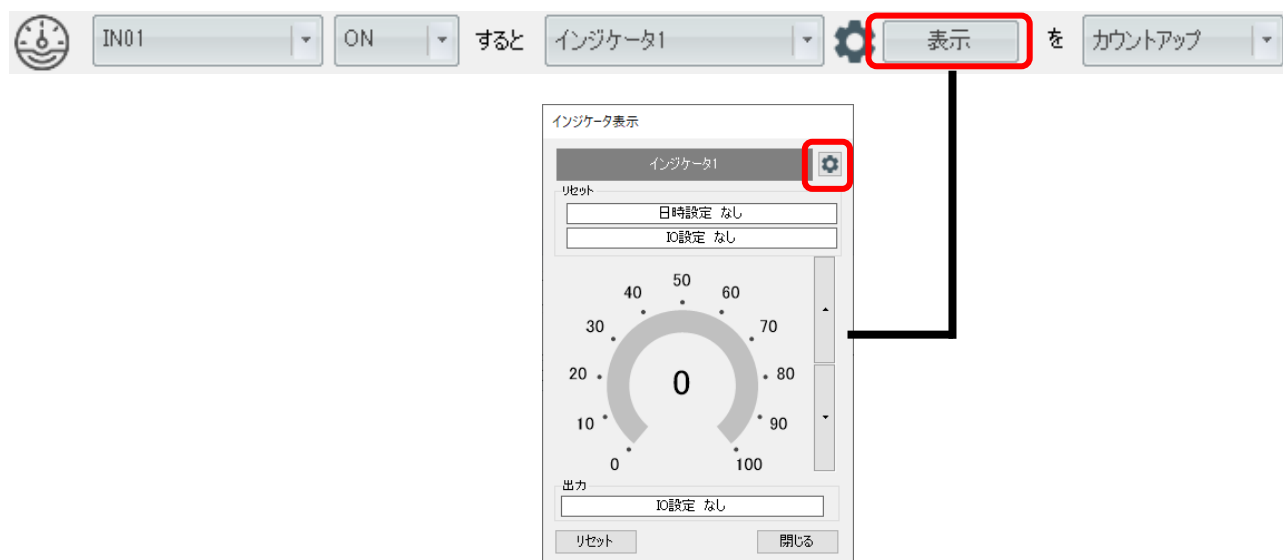 IN01 ON すると インジケータ1 表示 を カウントアップ
インジケータ表示
インジケータ1
リセット
日時設定 なし
IO設定 なし
50
40 60
30 70
20 0 80
10 90
0 100
出力
IO設定 なし
リセット 閉じる